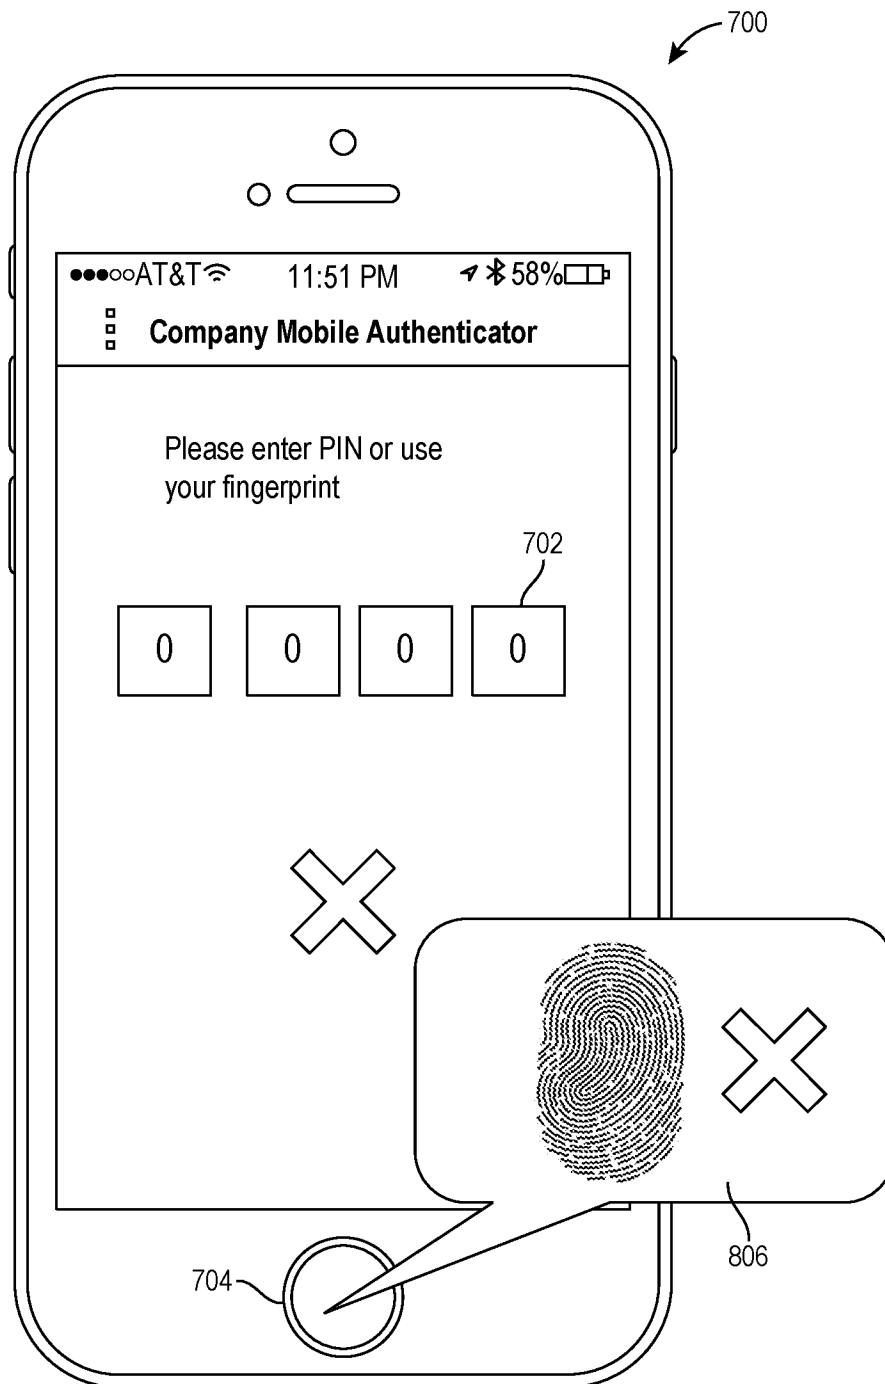 700
AT&T 11:51 PM 58%
Company Mobile Authenticator
Please enter PIN or use
your fingerprint
702
0 0 0 0
704
806